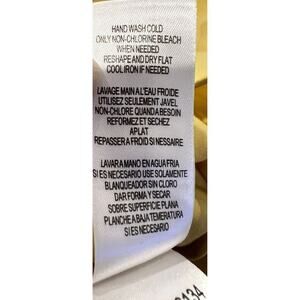 HAND WASH COLD
ONLY NON-CHLORINE BLEACH
WHEN NEEDED
RESHAPE AND DRY FLAT
COOL IRON IF NEEDED
LAVAGE MAIN A L'EAU FROIDE
UTILISEZ SEULEMENT JAVEL
NON-CHLORE QUANDA BESOIN
REFORMEZ ET SECHEZ
APLAT
REPASSER A FROID SI NESSAIRE
LAVAR A MANO EN AGUA FRIA
SI ES NECESARIO USE SOLAMENTE
BLANQUEADOR SIN CLORO
DAR FORMA Y SECAR
SOBRE SUPERFICIE PLANA
PLANCHE A BAJA TEMERATURA
SI ES NECESARIO